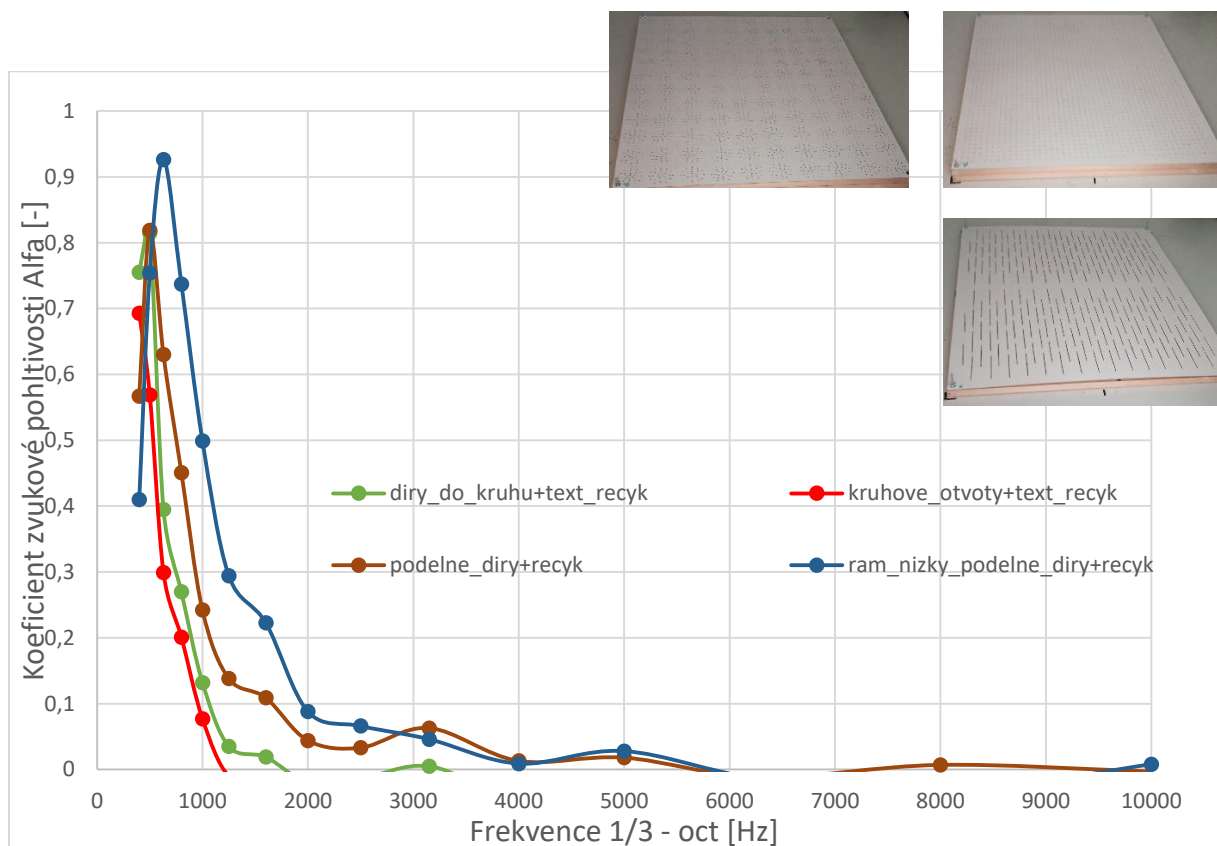 Koeficient zvukové pohltivosti Alfa [-]
1
0,9
0,8
0,7
0,6
0,5
0,4
0,3
0,2
0,1
0
diry_do_kruhu+text_recyk
kruhove_otvoty+text_recyk
podelne_diry+recyk
ram_nizky_podelne_diry+recyk
0 1000 2000 3000 4000 5000 6000 7000 8000 9000 10000
Frekvence 1/3 - oct [Hz]